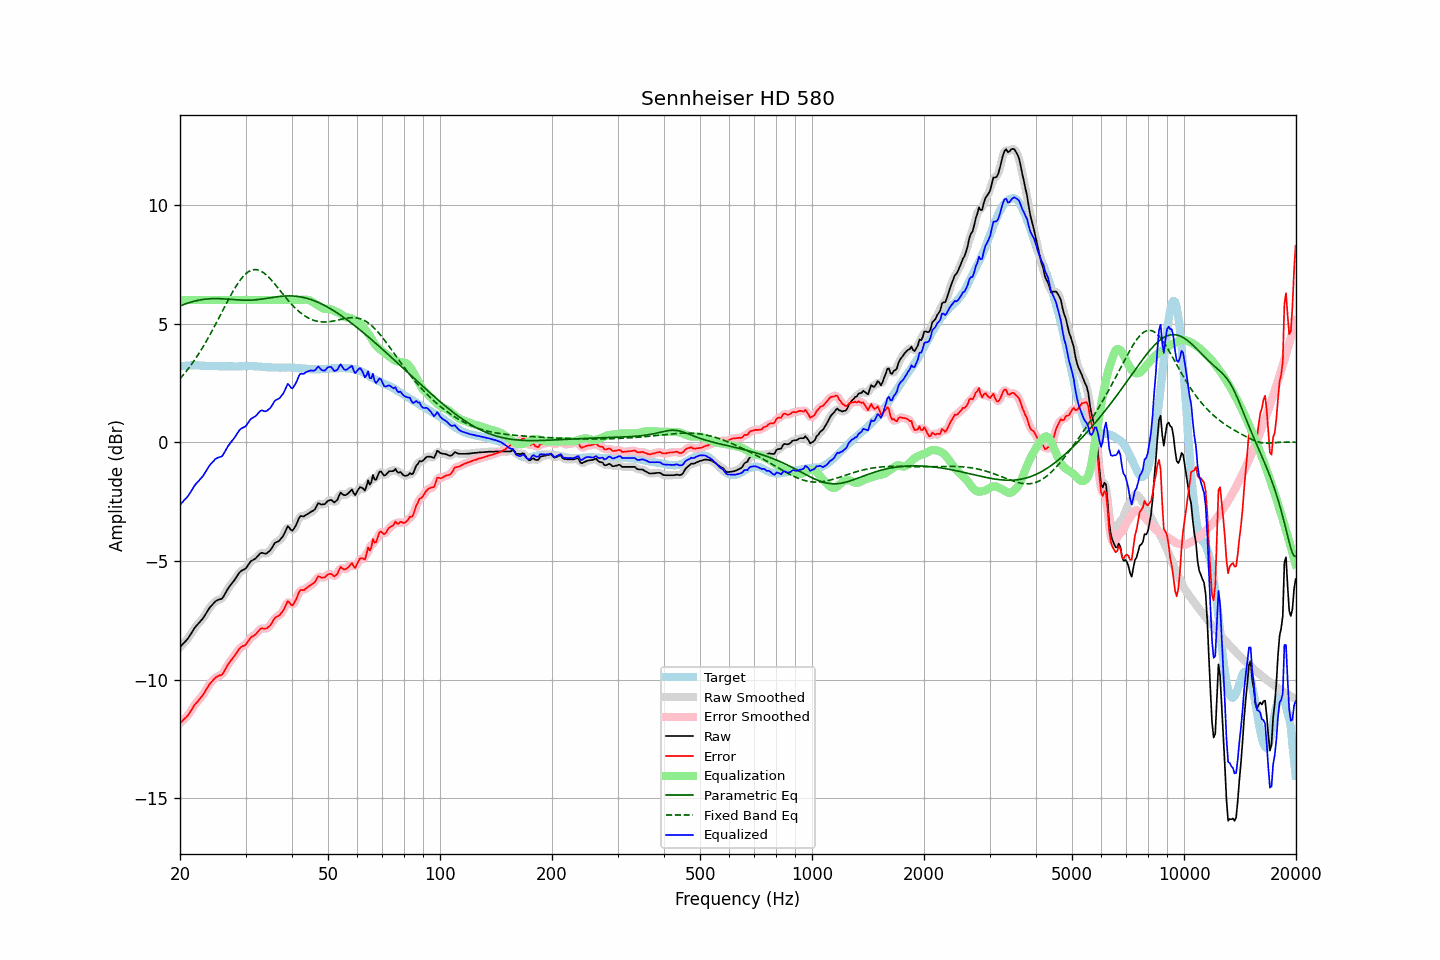 Sennheiser HD 580
Amplitude (dBr)
10
5
0
−5
−10
−15
Target
Raw Smoothed
Error Smoothed
Raw
Error
Equalization
Parametric Eq
Fixed Band Eq
Equalized
20 50 100 200 500 1000 2000 5000 10000 20000
Frequency (Hz)